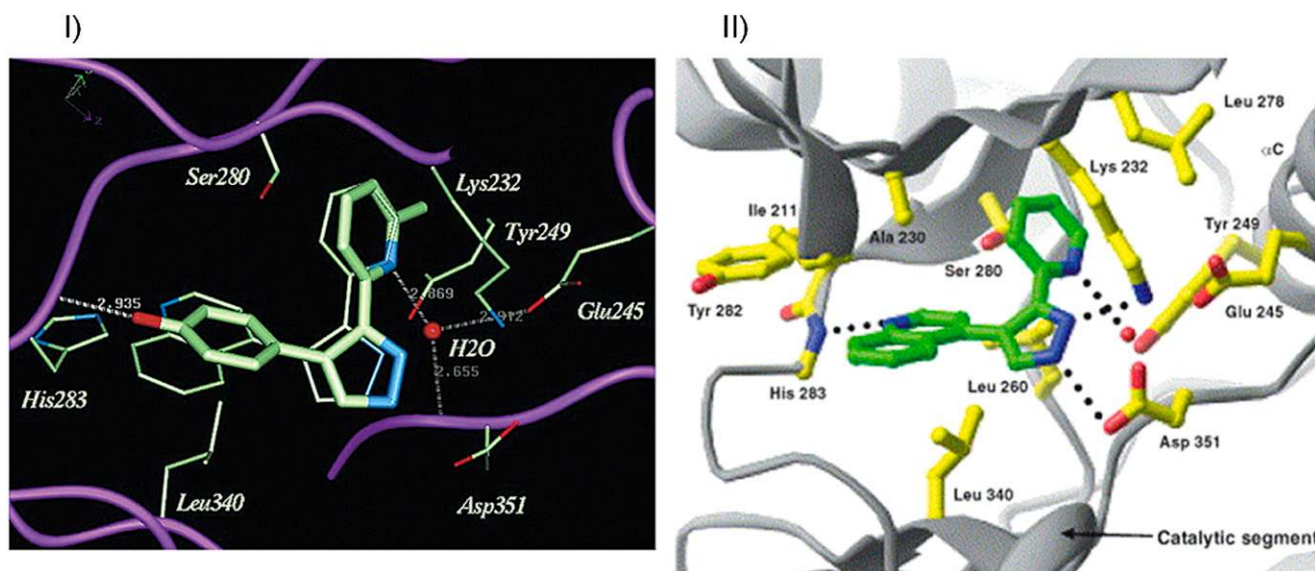 I)
II)
Ser280
Lys232
Tyr249
2.869
2.912
Glu245
2.935
H2O
2.655
His283
Leu340
Asp351
Leu 278
Lys 232
αC
Ile 211
Ala 230
Tyr 249
Ser 280
Tyr 282
Glu 245
His 283
Leu 260
Asp 351
Leu 340
Catalytic segment